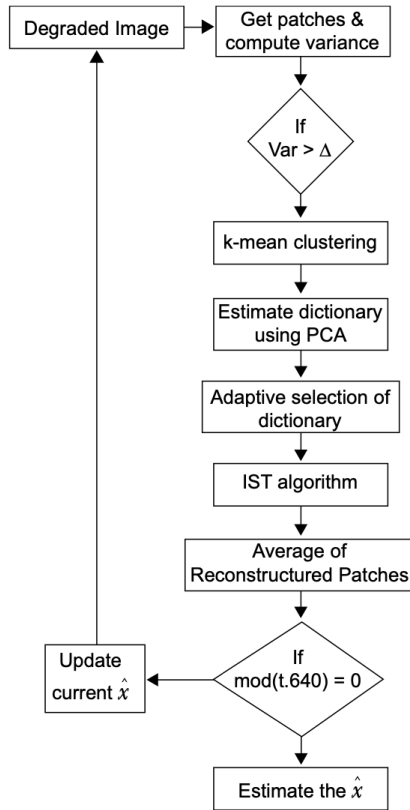 Degraded Image
Get patches &
compute variance
If
Var > Δ
k-mean clustering
Estimate dictionary
using PCA
Adaptive selection of
dictionary
IST algorithm
Average of
Reconstructured Patches
If
mod(t.640) = 0
Update
current x̂
Estimate the x̂